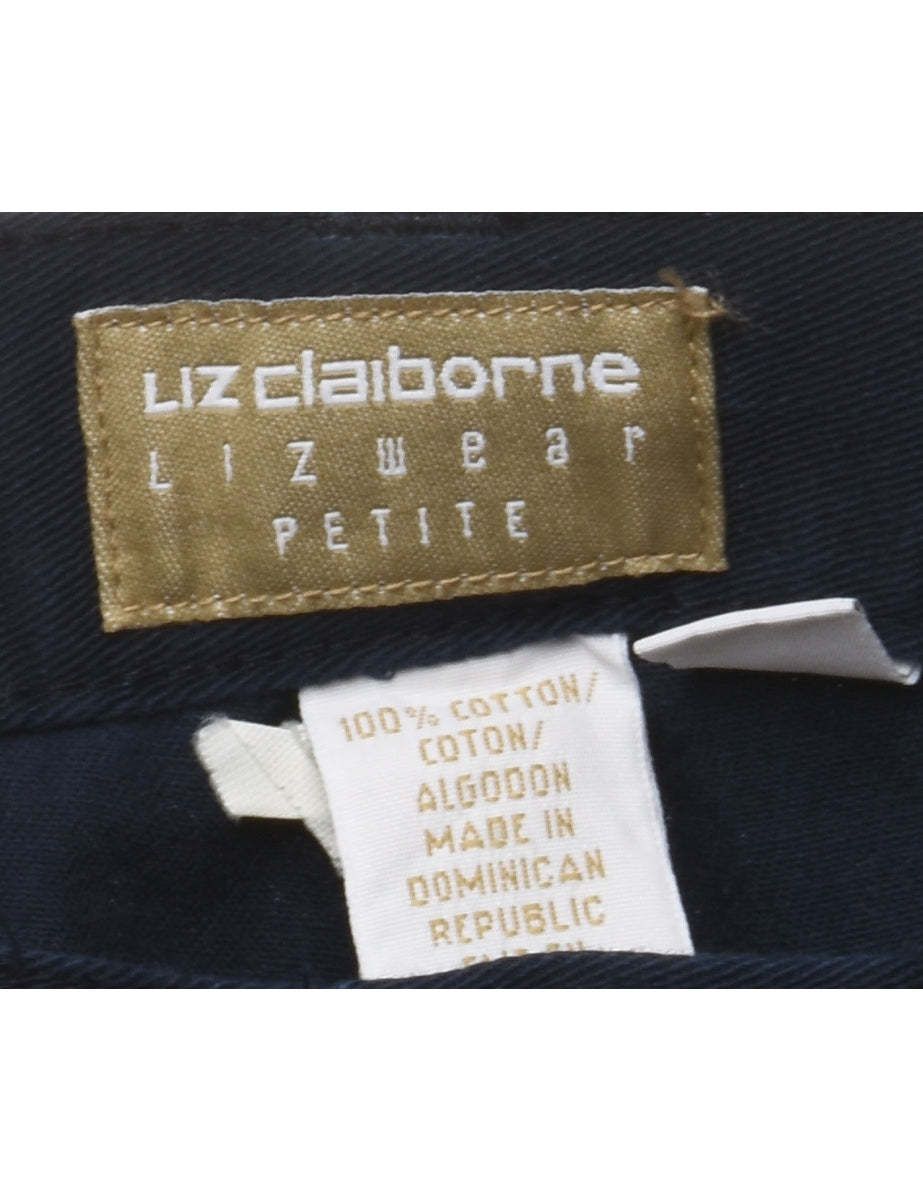 LIZ claiborne
LIZwear
PETITE
100% COTTON/
COTON/
ALGODON
MADE IN
DOMINICAN
REPUBLIC